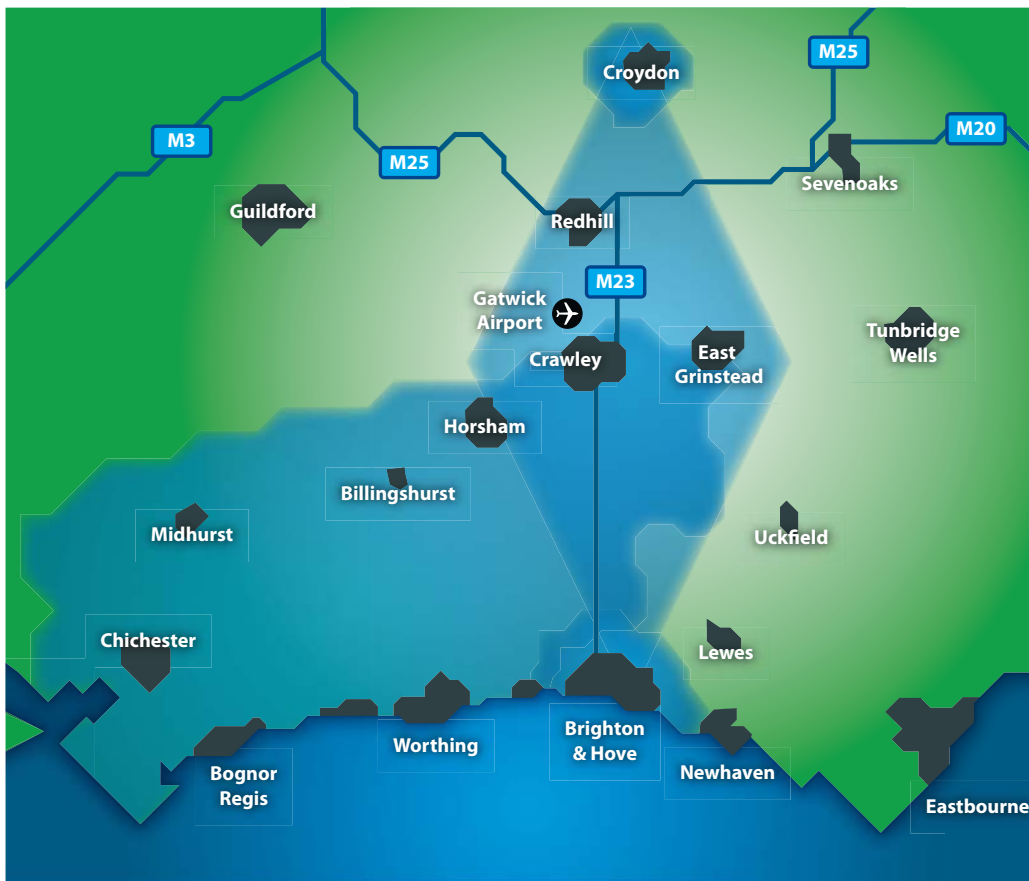 Croydon
M25
M3
M20
M25
Sevenoaks
Guildford
Redhill
M23
Gatwick
Airport
Tunbridge
Wells
Crawley
East
Grinstead
Horsham
Billingshurst
Midhurst
Uckfield
Chichester
Lewes
Worthing
Brighton
& Hove
Newhaven
Bognor
Regis
Eastbourne